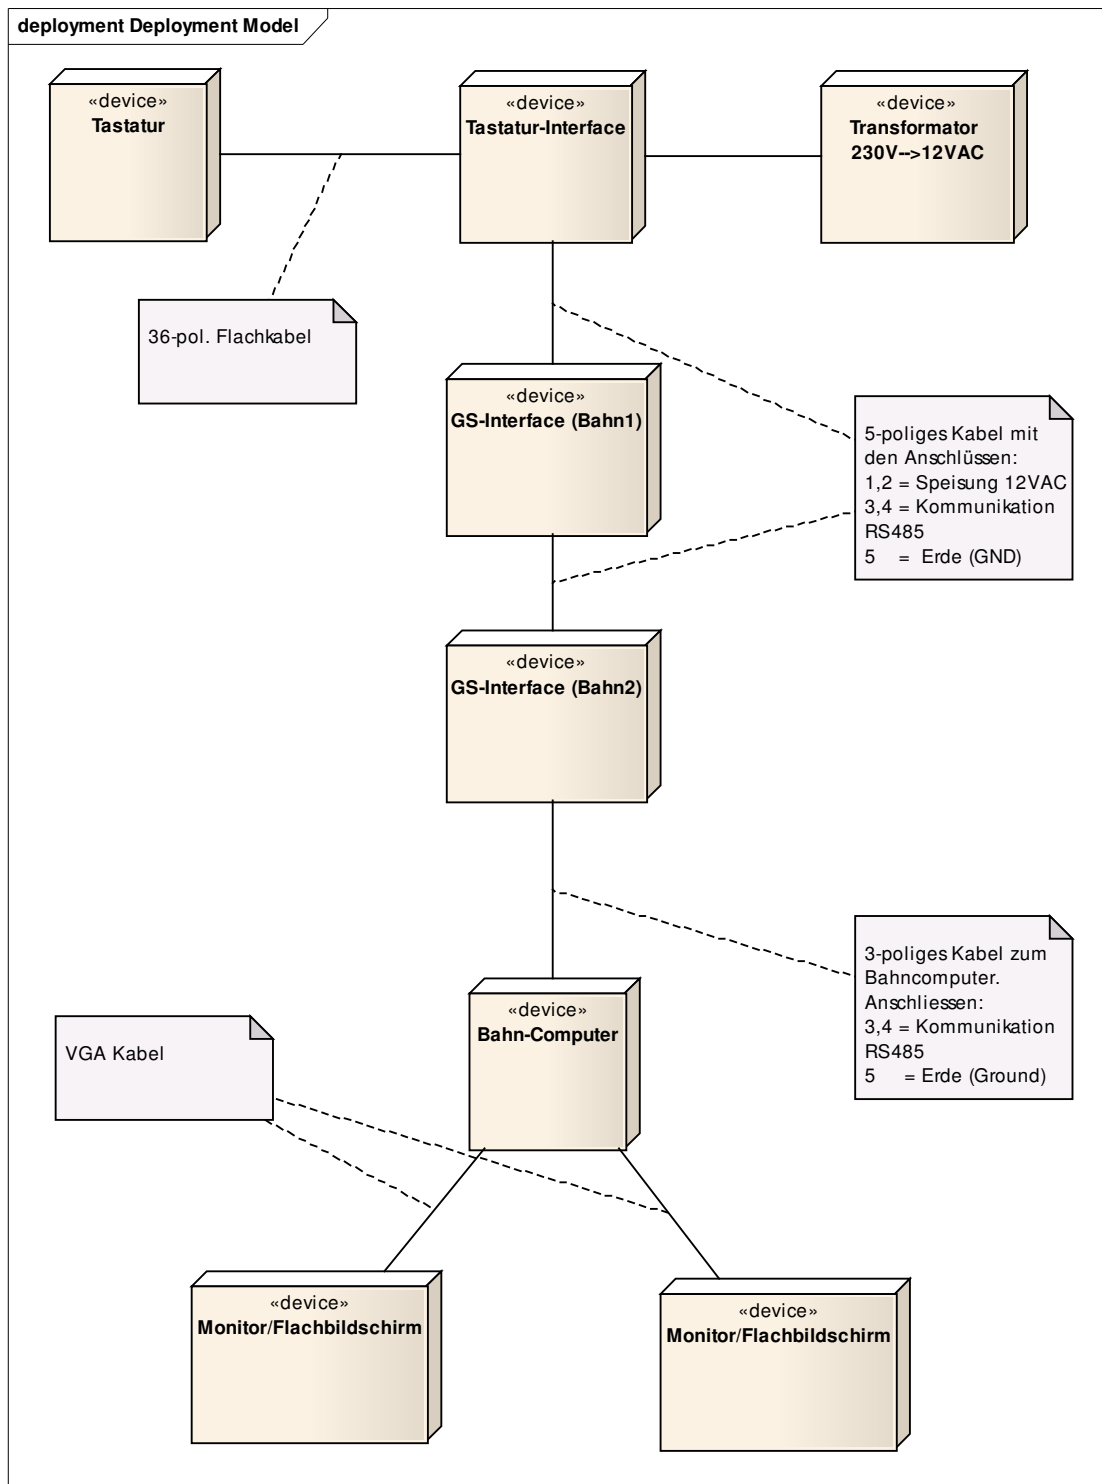 deployment Deployment Model
«device»
Tastatur
«device»
Tastatur-Interface
«device»
Transformator
230V-->12VAC
36-pol. Flachkabel
«device»
GS-Interface (Bahn1)
5-poliges Kabel mit
den Anschlüssen:
1,2 = Speisung 12VAC
3,4 = Kommunikation
RS485
5 = Erde (GND)
«device»
GS-Interface (Bahn2)
3-poliges Kabel zum
Bahncomputer.
Anschliessen:
3,4 = Kommunikation
RS485
5 = Erde (Ground)
«device»
Bahn-Computer
VGA Kabel
«device»
Monitor/Flachbildschirm
«device»
Monitor/Flachbildschirm